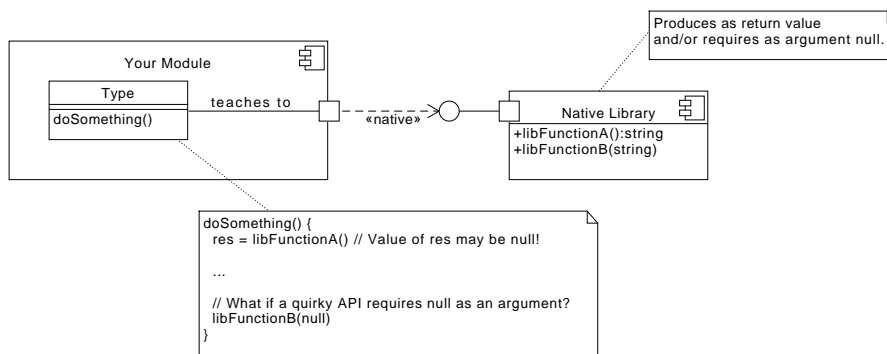 Produces as return value
and/or requires as argument null.
Your Module
Type
doSomething()
teaches to
«native»
Native Library
+libFunctionA():string
+libFunctionB(string)
doSomething() {
res = libFunctionA() // Value of res may be null!
...
// What if a quirky API requires null as an argument?
libFunctionB(null)
}